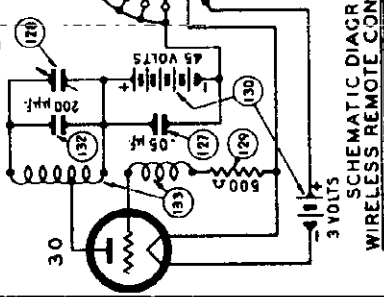 128
45 VOLTS
+
-
200 µµf.
132
.05 µf
127
130
129
500
Ω
133
30
+
-
3 VOLTS
SCHEMATIC DIAGR
WIRELESS REMOTE CON